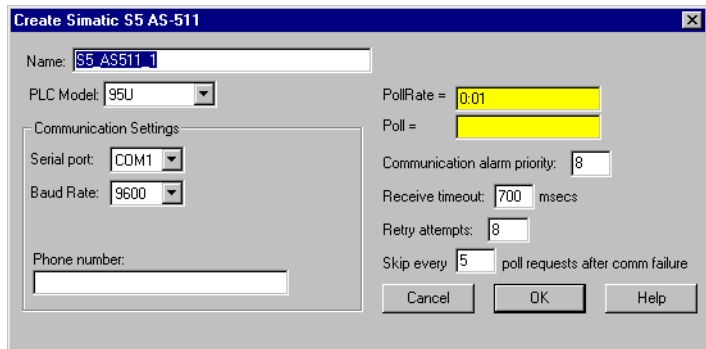 Create Simatic S5 AS-511
Name: S5_AS511_1
PLC Model: 95U
Communication Settings
Serial port: COM1
Baud Rate: 9600
Phone number:
PollRate = 0:01
Poll =
Communication alarm priority: 8
Receive timeout: 700 msecs
Retry attempts: 8
Skip every 5 poll requests after comm failure
Cancel OK Help